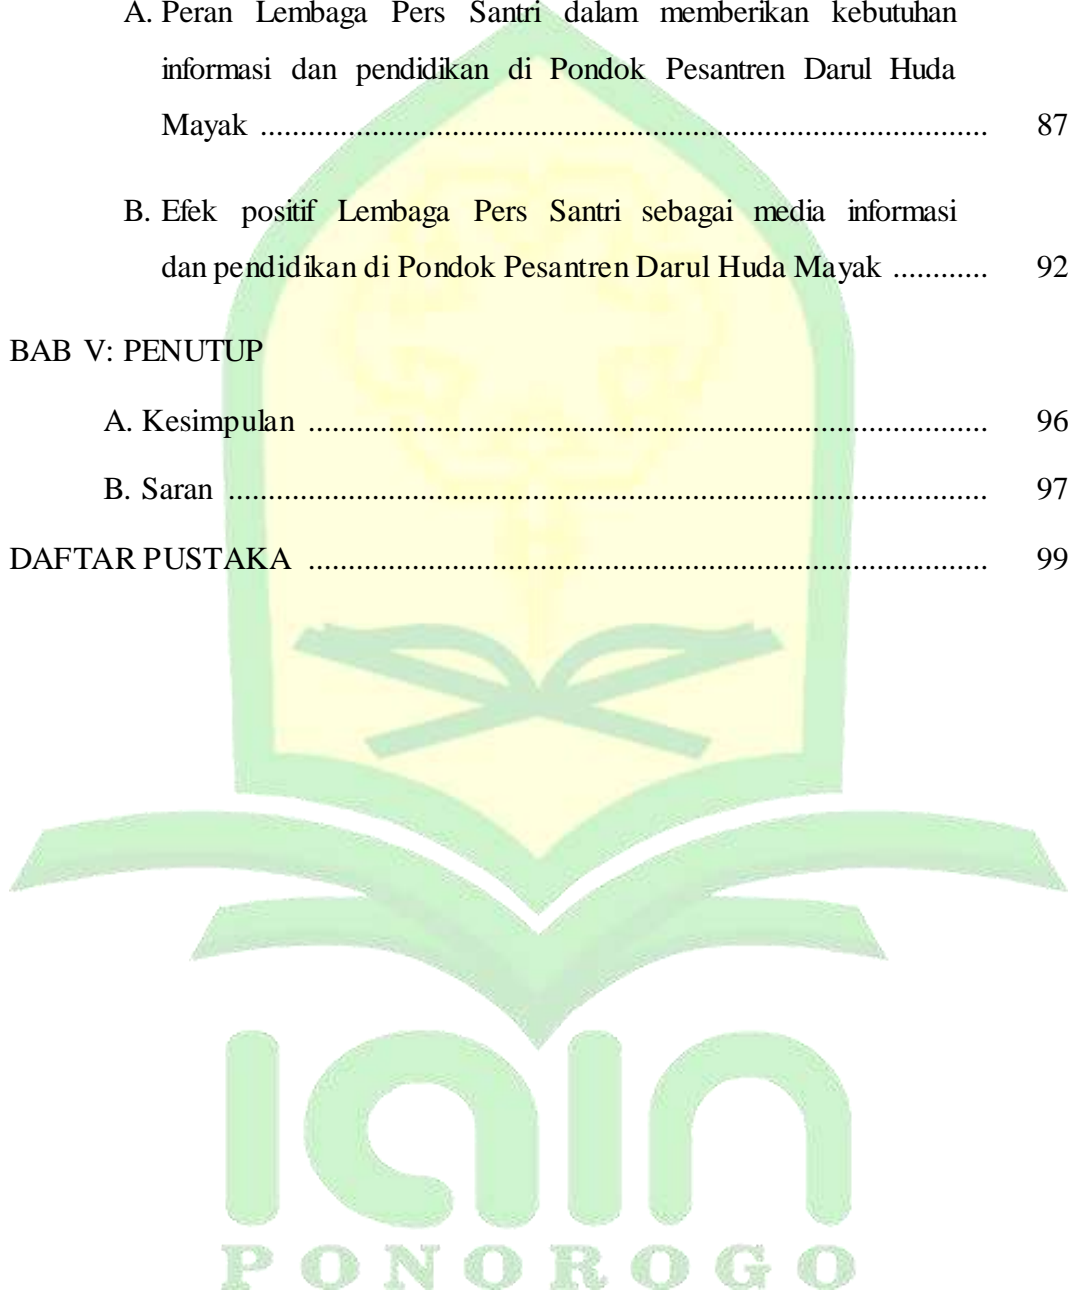 A. Peran Lembaga Pers Santri dalam memberikan kebutuhan
informasi dan pendidikan di Pondok Pesantren Darul Huda
Mayak ........................................................................................... 87
B. Efek positif Lembaga Pers Santri sebagai media informasi
dan pendidikan di Pondok Pesantren Darul Huda Mayak ............ 92
BAB V: PENUTUP
A. Kesimpulan ..................................................................................... 96
B. Saran ............................................................................................... 97
DAFTAR PUSTAKA ..................................................................................... 99
iain
PONOROGO